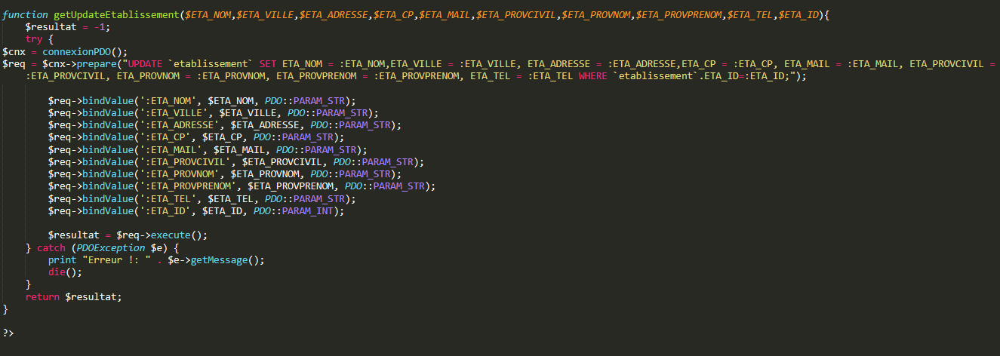 function getUpdateEtablissement($ETA_NOM,$ETA_VILLE,$ETA_ADRESSE,$ETA_CP,$ETA_MAIL,$ETA_PROVCIVIL,$ETA_PROVNOM,$ETA_PROVPRENOM,$ETA_TEL,$ETA_ID){
    $resultat = -1;
    try {
$cnx = connexionPDO();
$req = $cnx->prepare("UPDATE `etablissement` SET ETA_NOM = :ETA_NOM,ETA_VILLE = :ETA_VILLE, ETA_ADRESSE = :ETA_ADRESSE,ETA_CP = :ETA_CP, ETA_MAIL = :ETA_MAIL, ETA_PROVCIVIL =
    :ETA_PROVCIVIL, ETA_PROVNOM = :ETA_PROVNOM, ETA_PROVPRENOM = :ETA_PROVPRENOM, ETA_TEL = :ETA_TEL WHERE `etablissement`.ETA_ID=:ETA_ID;");

        $req->bindValue(':ETA_NOM', $ETA_NOM, PDO::PARAM_STR);
        $req->bindValue(':ETA_VILLE', $ETA_VILLE, PDO::PARAM_STR);
        $req->bindValue(':ETA_ADRESSE', $ETA_ADRESSE, PDO::PARAM_STR);
        $req->bindValue(':ETA_CP', $ETA_CP, PDO::PARAM_STR);
        $req->bindValue(':ETA_MAIL', $ETA_MAIL, PDO::PARAM_STR);
        $req->bindValue(':ETA_PROVCIVIL', $ETA_PROVCIVIL, PDO::PARAM_STR);
        $req->bindValue(':ETA_PROVNOM', $ETA_PROVNOM, PDO::PARAM_STR);
        $req->bindValue(':ETA_PROVPRENOM', $ETA_PROVPRENOM, PDO::PARAM_STR);
        $req->bindValue(':ETA_TEL', $ETA_TEL, PDO::PARAM_STR);
        $req->bindValue(':ETA_ID', $ETA_ID, PDO::PARAM_INT);

        $resultat = $req->execute();
    } catch (PDOException $e) {
        print "Erreur !: " . $e->getMessage();
        die();
    }
    return $resultat;
}

?>